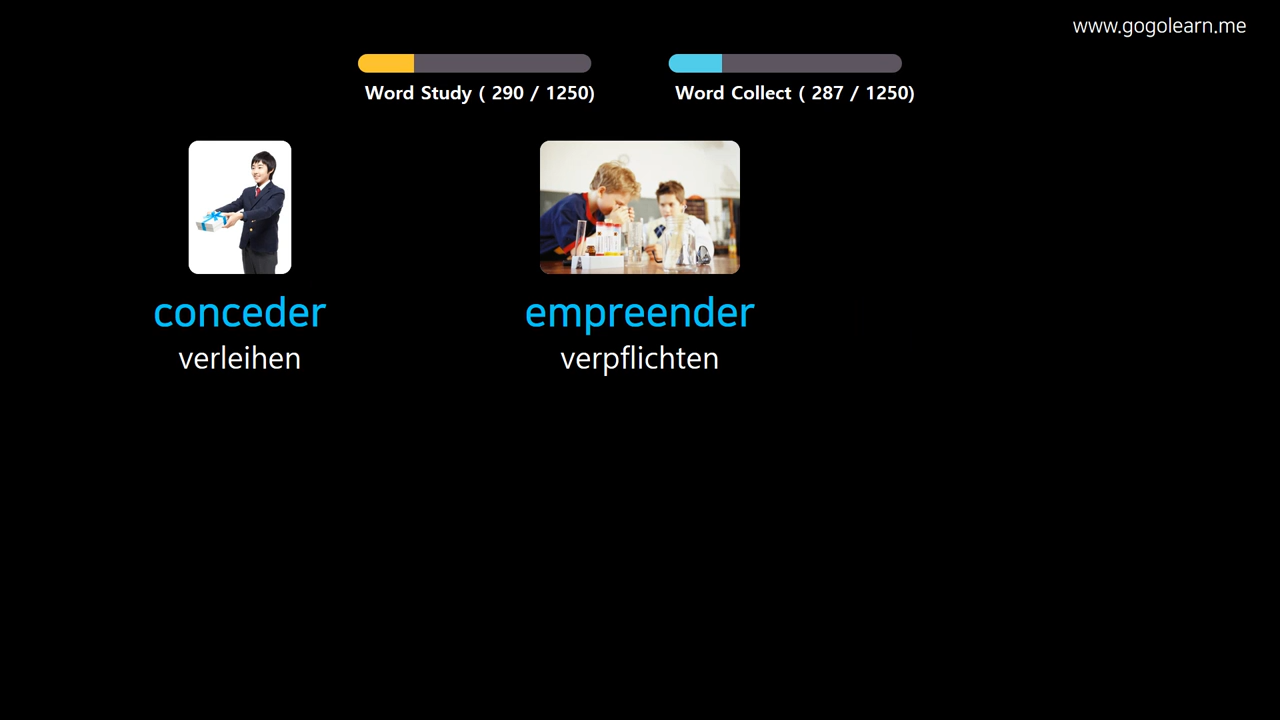 www.gogolearn.me
Word Study ( 290 / 1250)
Word Collect ( 287 / 1250)
conceder
empreender
verleihen
verpflichten